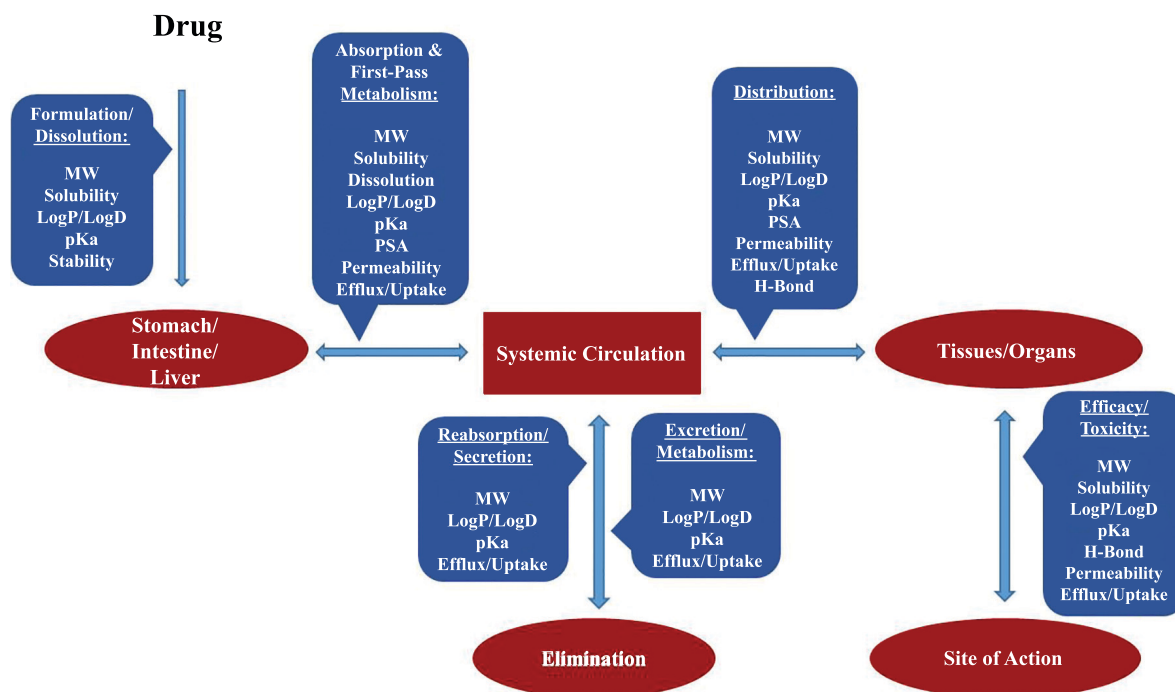 Drug
Formulation/
Dissolution:
MW
Solubility
LogP/LogD
pKa
Stability
Absorption &
First-Pass
Metabolism:
MW
Solubility
Dissolution
LogP/LogD
pKa
PSA
Permeability
Efflux/Uptake
Distribution:
MW
Solubility
LogP/LogD
pKa
PSA
Permeability
Efflux/Uptake
H-Bond
Stomach/
Intestine/
Liver
Systemic Circulation
Tissues/Organs
Reabsorption/
Secretion:
MW
LogP/LogD
pKa
Efflux/Uptake
Excretion/
Metabolism:
MW
LogP/LogD
pKa
Efflux/Uptake
Efficacy/
Toxicity:
MW
Solubility
LogP/LogD
pKa
H-Bond
Permeability
Efflux/Uptake
Elimination
Site of Action